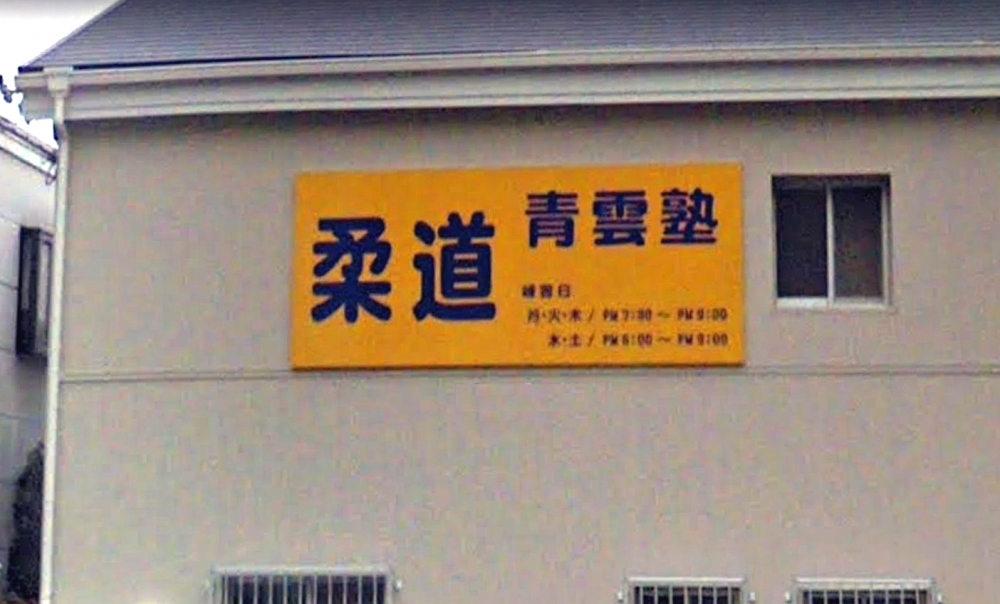 柔道
青雲塾
練習日
月・火・木 / PM 7:00 ～ PM 9:00
水・土 / PM 6:00 ～ PM 8:00